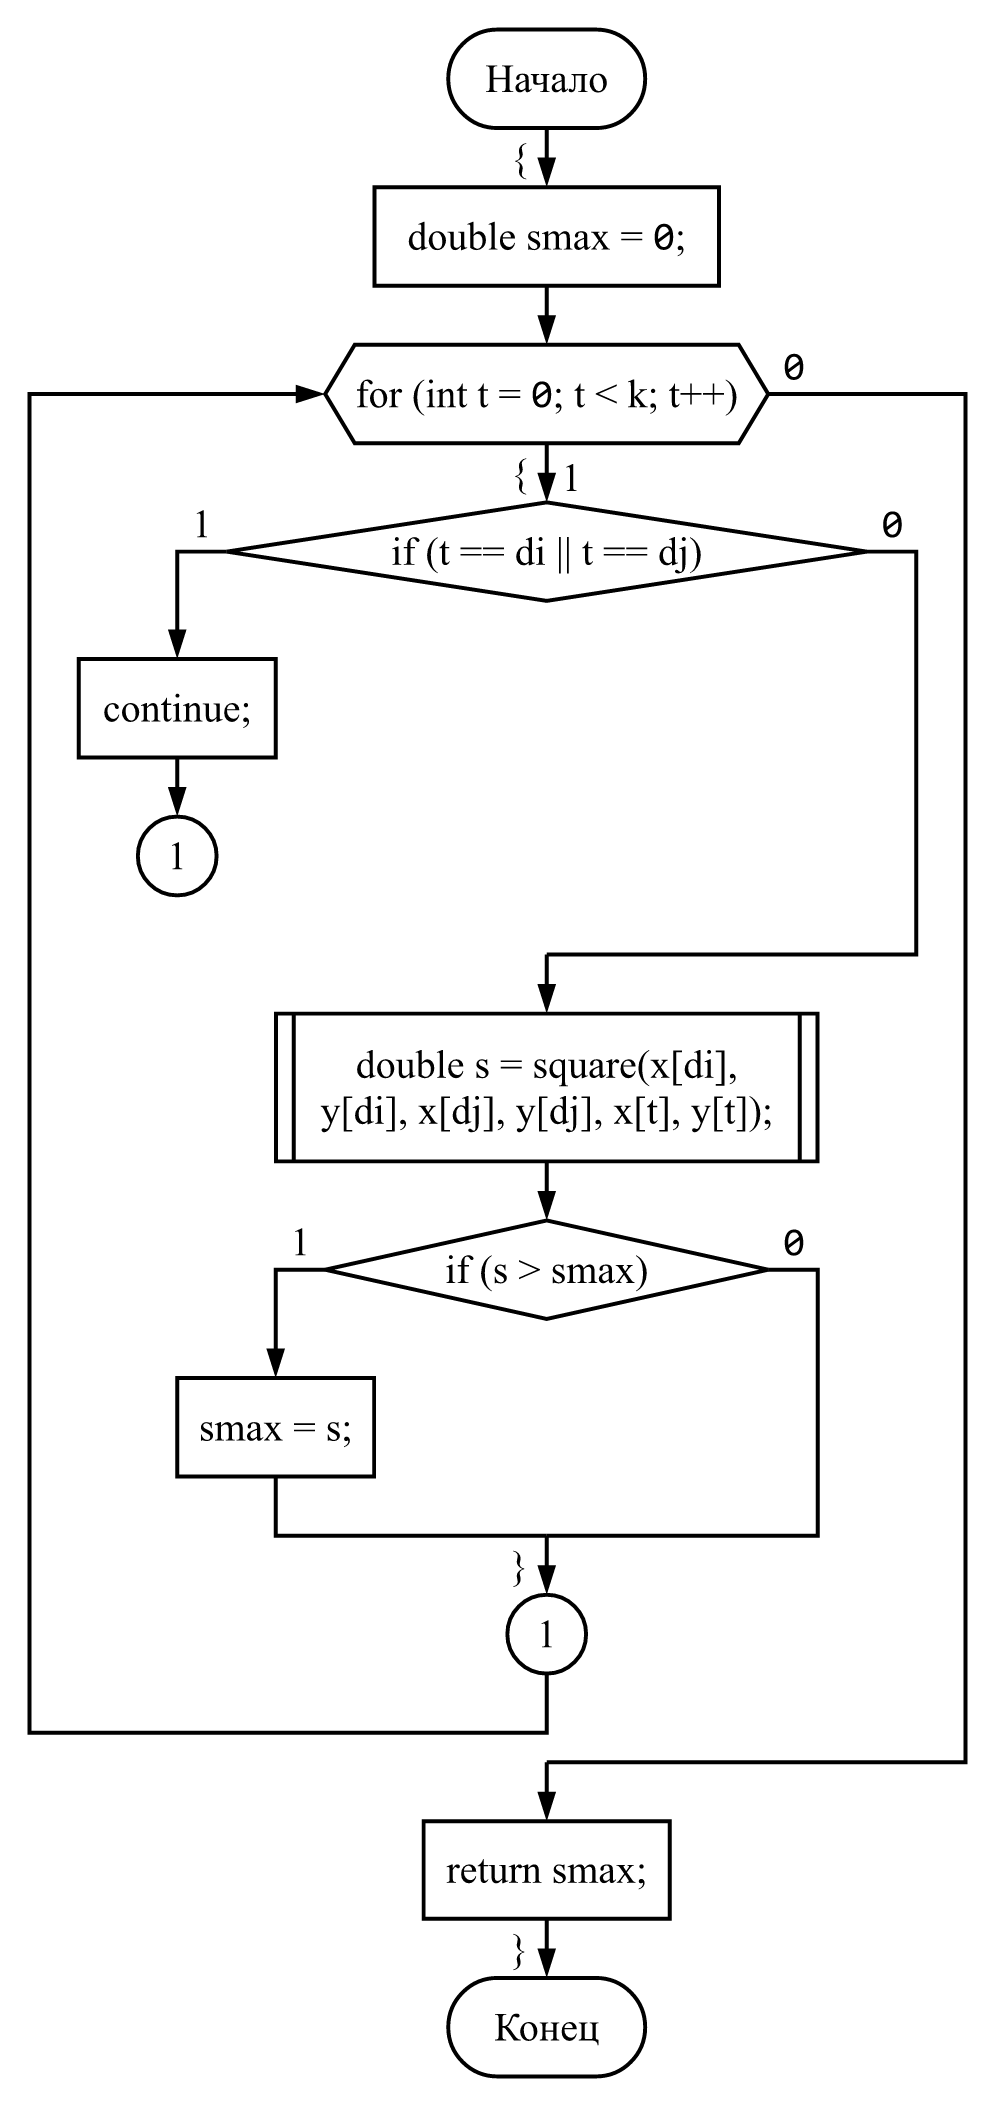 Начало
{
double smax = 0;
for (int t = 0; t < k; t++)
0
{ 1
1
if (t == di || t == dj)
0
continue;
1
double s = square(x[di],
y[di], x[dj], y[dj], x[t], y[t]);
1
if (s > smax)
0
smax = s;
}
1
return smax;
}
Конец